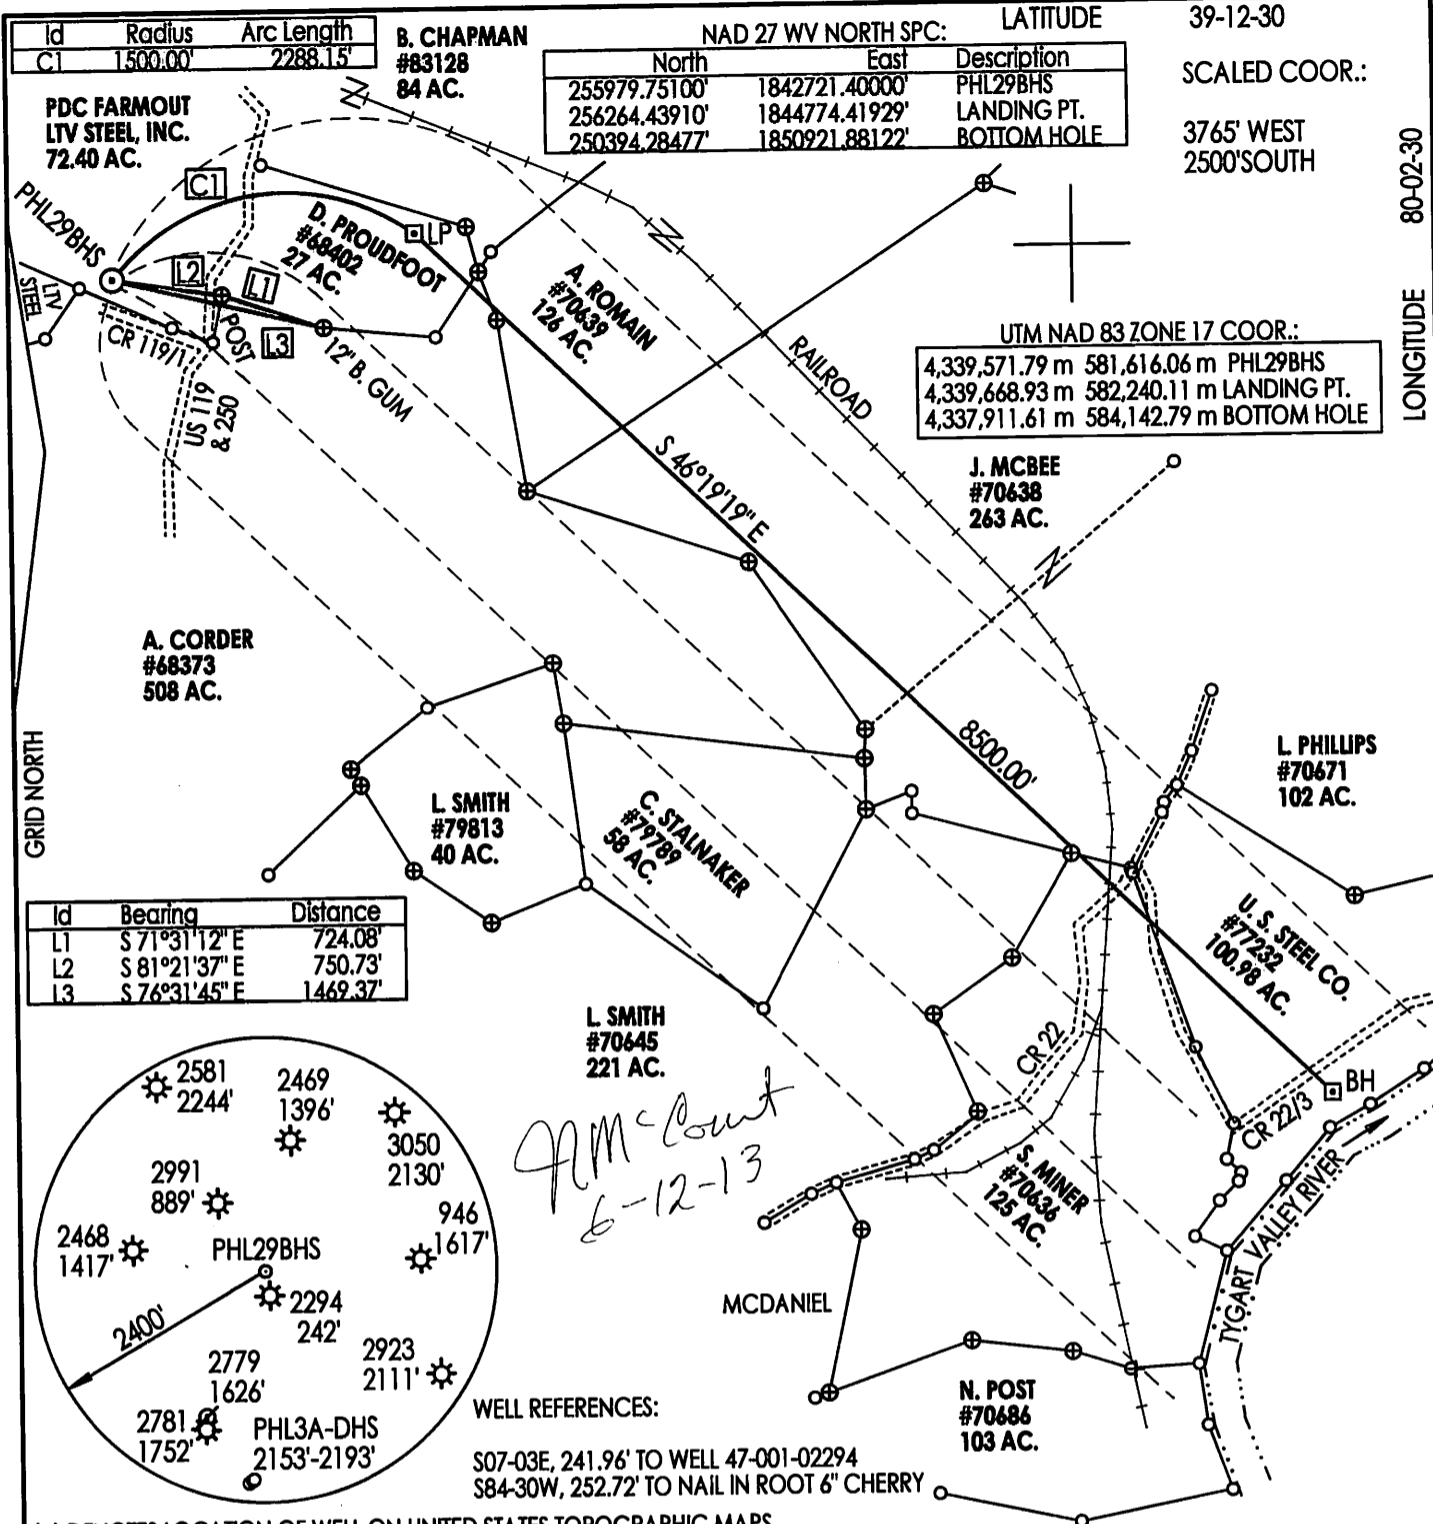 Id Radius Arc Length
C1 1500.00' 2288.15'
B. CHAPMAN
#83128
84 AC.
NAD 27 WV NORTH SPC:
North East Description
255979.75100' 1842721.40000' PHL29BHS
256264.43910' 1844774.41929' LANDING PT.
250394.28477' 1850921.88122' BOTTOM HOLE
LATITUDE 39-12-30
SCALED COOR.:
3765' WEST
2500'SOUTH
LONGITUDE 80-02-30
PDC FARMOUT
LTV STEEL, INC.
72.40 AC.
C1
PHL29BHS
D. PROUDFOOT
#68402
27 AC.
LP
L2
L1
L3
LTV
STEEL
CR 119/1
POST
12" B. GUM
US 119
& 250
A. ROMAIN
#70639
126 AC.
RAILROAD
UTM NAD 83 ZONE 17 COOR.:
4,339,571.79 m 581,616.06 m PHL29BHS
4,339,668.93 m 582,240.11 m LANDING PT.
4,337,911.61 m 584,142.79 m BOTTOM HOLE
S 46°19'19" E
J. MCBEE
#70638
263 AC.
A. CORDER
#68373
508 AC.
GRID NORTH
8500.00'
L. PHILLIPS
#70671
102 AC.
L. SMITH
#79813
40 AC.
C. STALNAKER
#79789
58 AC.
U. S. STEEL CO.
#77232
100.98 AC.
Id Bearing Distance
L1 S 71°31'12" E 724.08'
L2 S 81°21'37" E 750.73'
L3 S 76°31'45" E 1469.37'
L. SMITH
#70645
221 AC.
CR 22
BH
CR 22/3
TYGART VALLEY RIVER
S. MINER
#70636
125 AC.
McCourt
6-12-13
2581
2244'
2469
1396'
3050
2130'
2991
889'
946
1617'
2468
1417'
PHL29BHS
2294
242'
2400'
2779
1626'
2923
2111'
2781
1752'
PHL3A-DHS
2153'-2193'
MCDANIEL
N. POST
#70686
103 AC.
WELL REFERENCES:
S07-03E, 241.96' TO WELL 47-001-02294
S84-30W, 252.72' TO NAIL IN ROOT 6" CHERRY
DENOTES LOCATION OF WELL ON UNITED STATES TOPOGRAPHIC MAPS